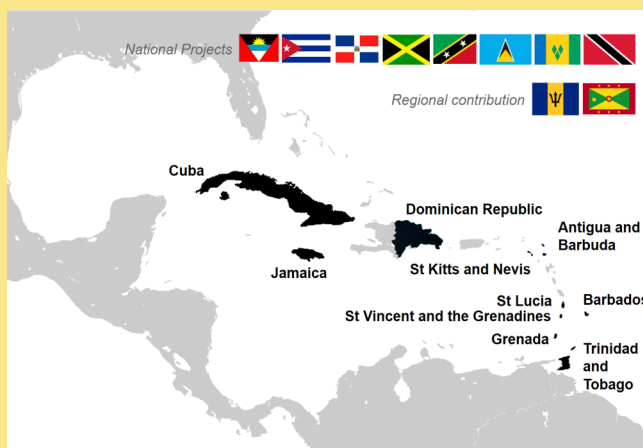 National Projects
Regional contribution
Cuba
Dominican Republic
Antigua and
Barbuda
Jamaica
St Kitts and Nevis
St Lucia
Barbados
St Vincent and the Grenadines
Grenada
Trinidad
and
Tobago